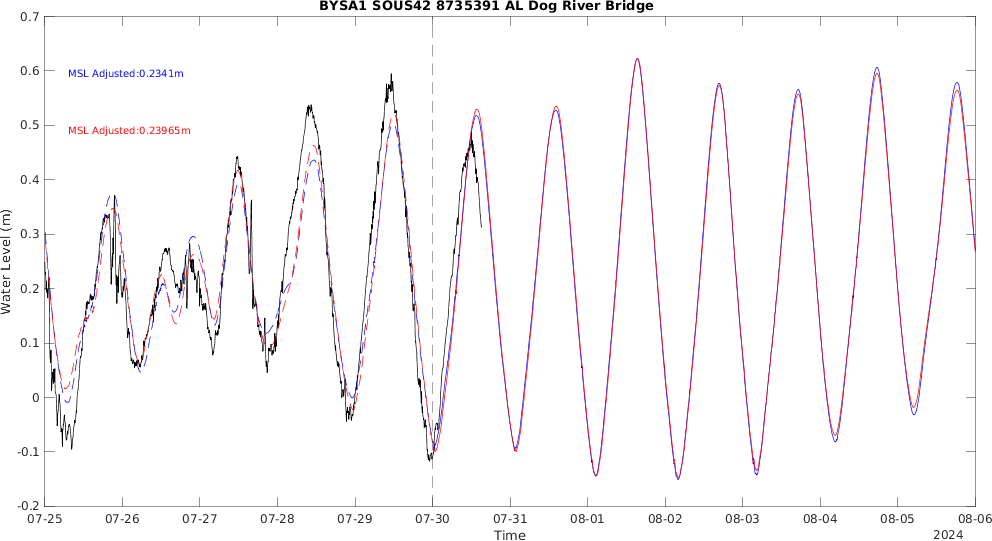 BYSA1 SOUS42 8735391 AL Dog River Bridge
0.7
0.6
0.5
0.4
0.3
0.2
0.1
0
-0.1
-0.2
Water Level (m)
MSL Adjusted:0.2341m
MSL Adjusted:0.23965m
07-25 07-26 07-27 07-28 07-29 07-30 07-31 08-01 08-02 08-03 08-04 08-05 08-06
Time
2024